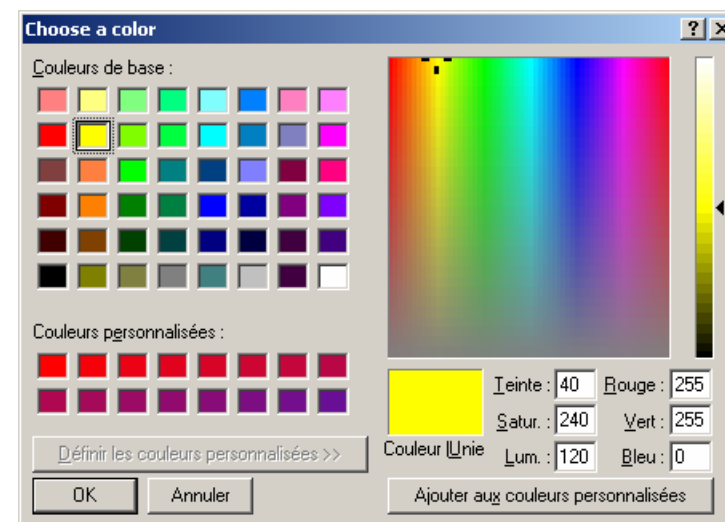 Choose a color
? X
Couleurs de base :
Couleurs personnalisées :
Définir les couleurs personnalisées >>
OK Annuler
Teinte : 40 Rouge : 255
Satur. : 240 Vert : 255
Couleur |Unie Lum. : 120 Bleu : 0
Ajouter aux couleurs personnalisées